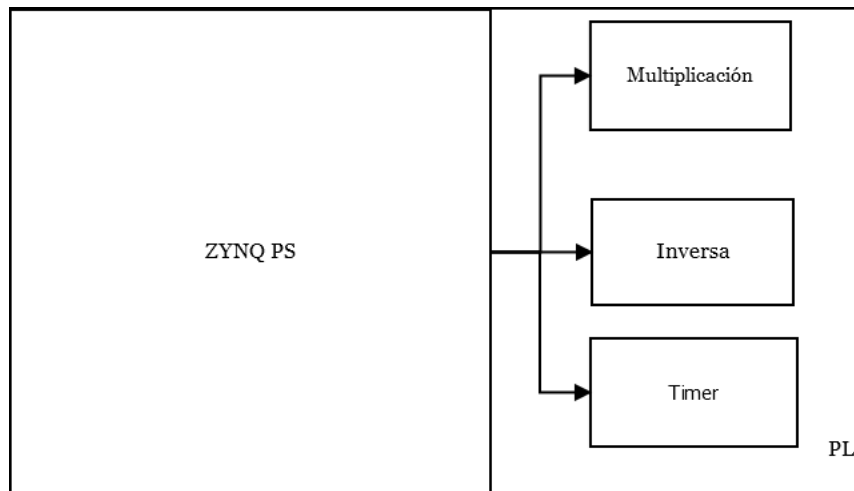 Multiplicación
ZYNQ PS
Inversa
Timer
PL